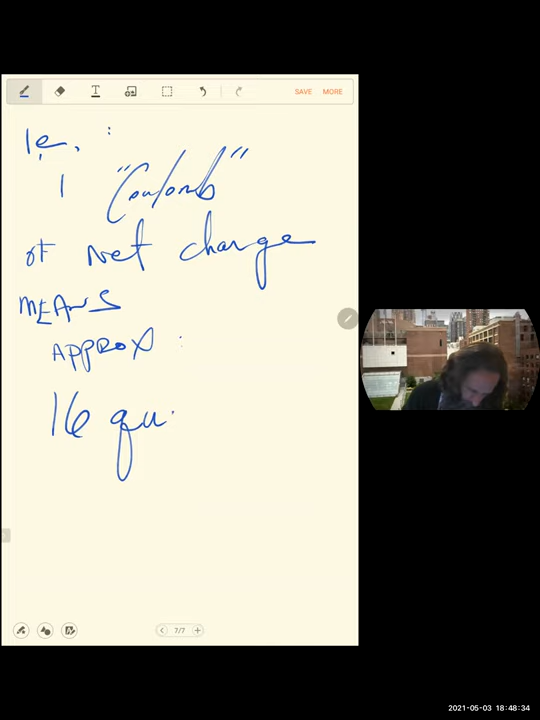 SAVE MORE
ie. :
1 "Coulomb"
of net charge
MEANS
APPROX :
16 qu
7/7
2021-05-03 18:48:34